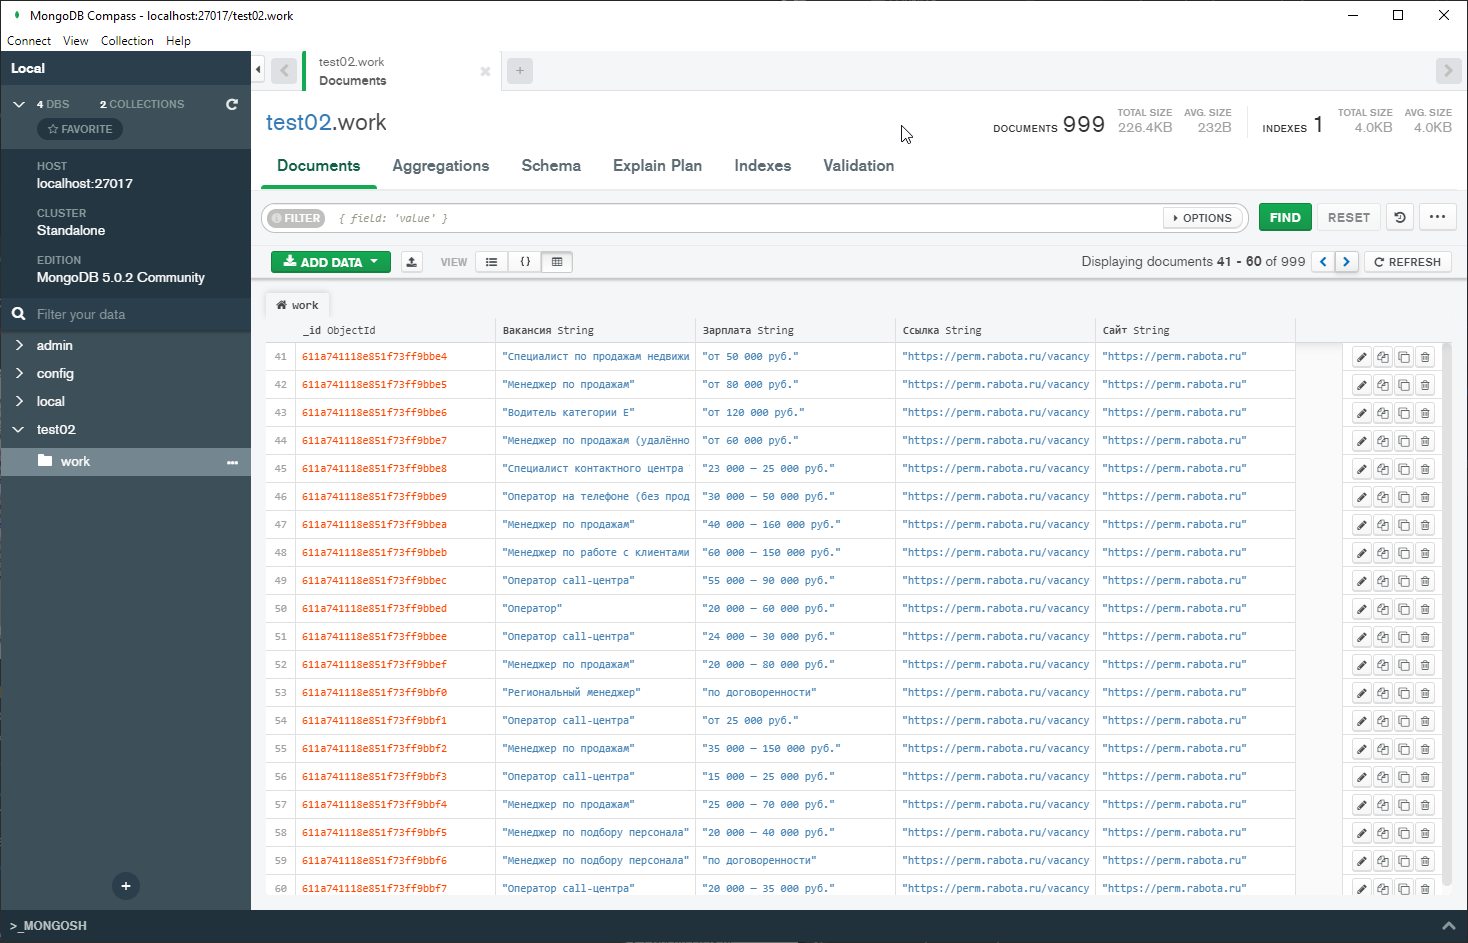 MongoDB Compass - localhost:27017/test02.work
Connect View Collection Help
Local
4 DBS 2 COLLECTIONS
FAVORITE
HOST
localhost:27017
CLUSTER
Standalone
EDITION
MongoDB 5.0.2 Community
Filter your data
admin
config
local
test02
work
>_MONGOSH
test02.work
Documents
test02.work
DOCUMENTS 999 TOTAL SIZE 226.4KB AVG. SIZE 232B INDEXES 1 TOTAL SIZE 4.0KB AVG. SIZE 4.0KB
Documents Aggregations Schema Explain Plan Indexes Validation
FILTER { field: 'value' } OPTIONS FIND RESET
ADD DATA VIEW Displaying documents 41 - 60 of 999 REFRESH
work
_id ObjectId Вакансия String Зарплата String Ссылка String Сайт String
41 611a741118e851f73ff9bbe4 "Специалист по продажам недвижи "от 50 000 руб." "https://perm.rabota.ru/vacancy "https://perm.rabota.ru"
42 611a741118e851f73ff9bbe5 "Менеджер по продажам" "от 80 000 руб." "https://perm.rabota.ru/vacancy "https://perm.rabota.ru"
43 611a741118e851f73ff9bbe6 "Водитель категории Е" "от 120 000 руб." "https://perm.rabota.ru/vacancy "https://perm.rabota.ru"
44 611a741118e851f73ff9bbe7 "Менеджер по продажам (удалённо "от 60 000 руб." "https://perm.rabota.ru/vacancy "https://perm.rabota.ru"
45 611a741118e851f73ff9bbe8 "Специалист контактного центра "23 000 — 25 000 руб." "https://perm.rabota.ru/vacancy "https://perm.rabota.ru"
46 611a741118e851f73ff9bbe9 "Оператор на телефоне (без прод "30 000 — 50 000 руб." "https://perm.rabota.ru/vacancy "https://perm.rabota.ru"
47 611a741118e851f73ff9bbea "Менеджер по продажам" "40 000 — 160 000 руб." "https://perm.rabota.ru/vacancy "https://perm.rabota.ru"
48 611a741118e851f73ff9bbeb "Менеджер по работе с клиентами "60 000 — 150 000 руб." "https://perm.rabota.ru/vacancy "https://perm.rabota.ru"
49 611a741118e851f73ff9bbec "Оператор call-центра" "55 000 — 90 000 руб." "https://perm.rabota.ru/vacancy "https://perm.rabota.ru"
50 611a741118e851f73ff9bbed "Оператор" "20 000 — 60 000 руб." "https://perm.rabota.ru/vacancy "https://perm.rabota.ru"
51 611a741118e851f73ff9bbee "Оператор call-центра" "24 000 — 30 000 руб." "https://perm.rabota.ru/vacancy "https://perm.rabota.ru"
52 611a741118e851f73ff9bbef "Менеджер по продажам" "20 000 — 80 000 руб." "https://perm.rabota.ru/vacancy "https://perm.rabota.ru"
53 611a741118e851f73ff9bbf0 "Региональный менеджер" "по договоренности" "https://perm.rabota.ru/vacancy "https://perm.rabota.ru"
54 611a741118e851f73ff9bbf1 "Оператор call-центра" "от 25 000 руб." "https://perm.rabota.ru/vacancy "https://perm.rabota.ru"
55 611a741118e851f73ff9bbf2 "Менеджер по продажам" "35 000 — 150 000 руб." "https://perm.rabota.ru/vacancy "https://perm.rabota.ru"
56 611a741118e851f73ff9bbf3 "Оператор call-центра" "15 000 — 25 000 руб." "https://perm.rabota.ru/vacancy "https://perm.rabota.ru"
57 611a741118e851f73ff9bbf4 "Менеджер по продажам" "25 000 — 70 000 руб." "https://perm.rabota.ru/vacancy "https://perm.rabota.ru"
58 611a741118e851f73ff9bbf5 "Менеджер по подбору персонала" "20 000 — 40 000 руб." "https://perm.rabota.ru/vacancy "https://perm.rabota.ru"
59 611a741118e851f73ff9bbf6 "Менеджер по подбору персонала" "по договоренности" "https://perm.rabota.ru/vacancy "https://perm.rabota.ru"
60 611a741118e851f73ff9bbf7 "Оператор call-центра" "20 000 — 35 000 руб." "https://perm.rabota.ru/vacancy "https://perm.rabota.ru"